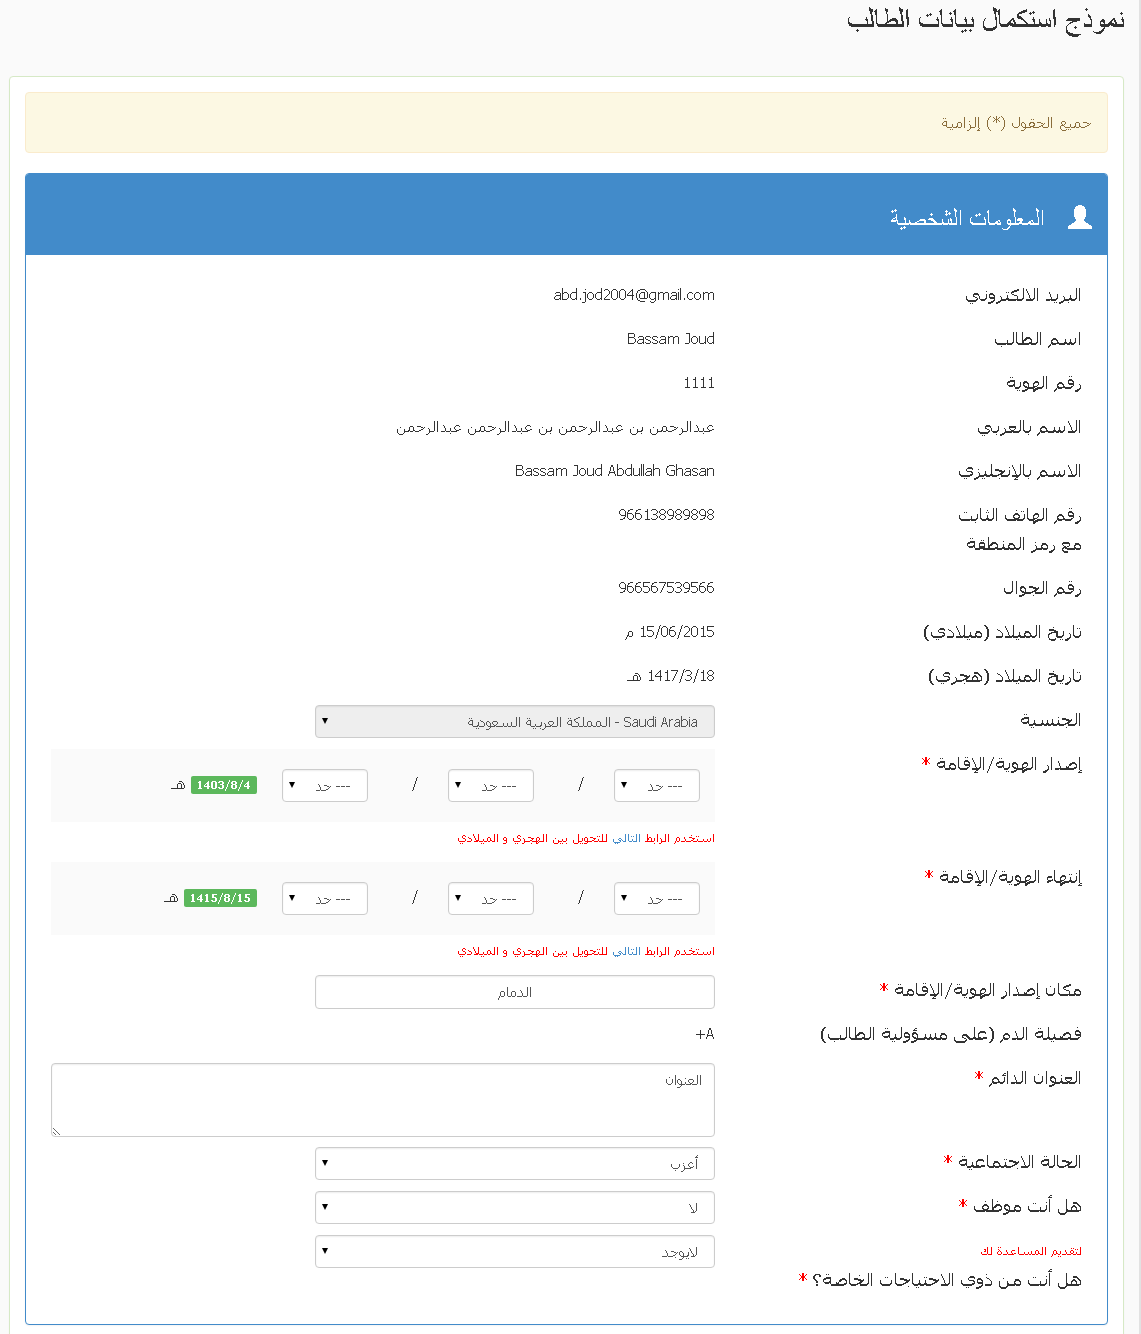 نموذج استكمال بيانات الطالب
جميع الحقول (*) إلزامية
المعلومات الشخصية
البريد الالكتروني abd.jod2004@gmail.com
اسم الطالب Bassam Joud
رقم الهوية 1111
الاسم بالعربي عبدالرحمن بن عبدالرحمن بن عبدالرحمن عبدالرحمن
الاسم بالإنجليزي Bassam Joud Abdullah Ghasan
رقم الهاتف الثابت 966138989898
مع رمز المنطقة
رقم الجوال 966567539566
تاريخ الميلاد (ميلادي) 15/06/2015 م
تاريخ الميلاد (هجري) 1417/3/18 هـ
الجنسية Saudi Arabia - المملكة العربية السعودية
إصدار الهوية/الإقامة *
--- حد / --- حد / --- حد 1403/8/4 هـ
استخدم الرابط التالي للتحويل بين الهجري و الميلادي
إنتهاء الهوية/الإقامة *
--- حد / --- حد / --- حد 1415/8/15 هـ
استخدم الرابط التالي للتحويل بين الهجري و الميلادي
مكان إصدار الهوية/الإقامة * الدمام
فصيلة الدم (على مسؤولية الطالب) A+
العنوان الدائم * العنوان
الحالة الاجتماعية * أعزب
هل أنت موظف * لا
لتقديم المساعدة لك لايوجد
هل أنت من ذوي الاحتياجات الخاصة؟ *